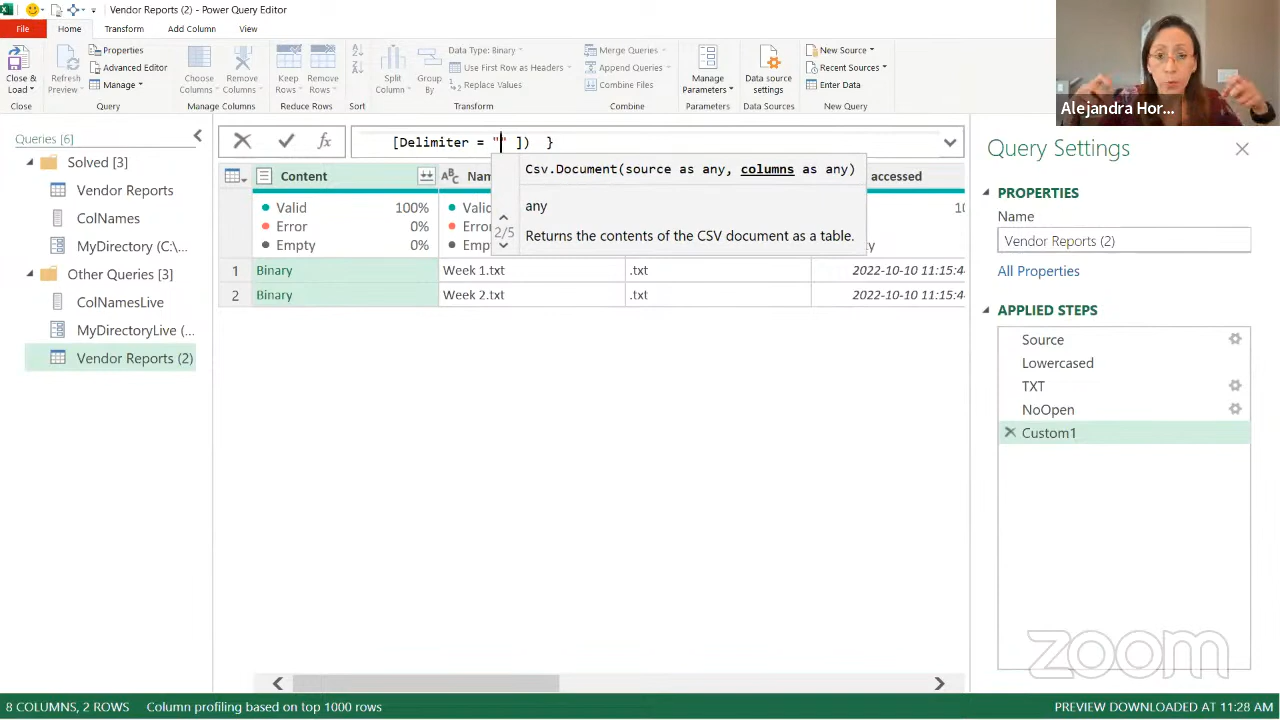 Vendor Reports (2) - Power Query Editor
File
Home
Transform
Add Column
View
Close & Load
Close
Refresh Preview
Properties
Advanced Editor
Manage
Query
Choose Columns
Remove Columns
Manage Columns
Keep Rows
Remove Rows
Reduce Rows
Sort
Split Column
Group By
Data Type: Binary
Use First Row as Headers
Replace Values
Transform
Merge Queries
Append Queries
Combine Files
Combine
Manage Parameters
Parameters
Data source settings
Data Sources
New Source
Recent Sources
Enter Data
New Query
Alejandra Hor...
Queries [6]
Solved [3]
Vendor Reports
ColNames
MyDirectory (C:\...
Other Queries [3]
ColNamesLive
MyDirectoryLive (...
Vendor Reports (2)
fx
[Delimiter = "" ]) }
Csv.Document(source as any, columns as any)
any
2/5
Returns the contents of the CSV document as a table.
Content
accessed
Valid 100%
Error 0%
Empty 0%
1 Binary Week 1.txt .txt 2022-10-10 11:15:4
2 Binary Week 2.txt .txt 2022-10-10 11:15:4
Query Settings
PROPERTIES
Name
Vendor Reports (2)
All Properties
APPLIED STEPS
Source
Lowercased
TXT
NoOpen
Custom1
zoom
8 COLUMNS, 2 ROWS Column profiling based on top 1000 rows
PREVIEW DOWNLOADED AT 11:28 AM